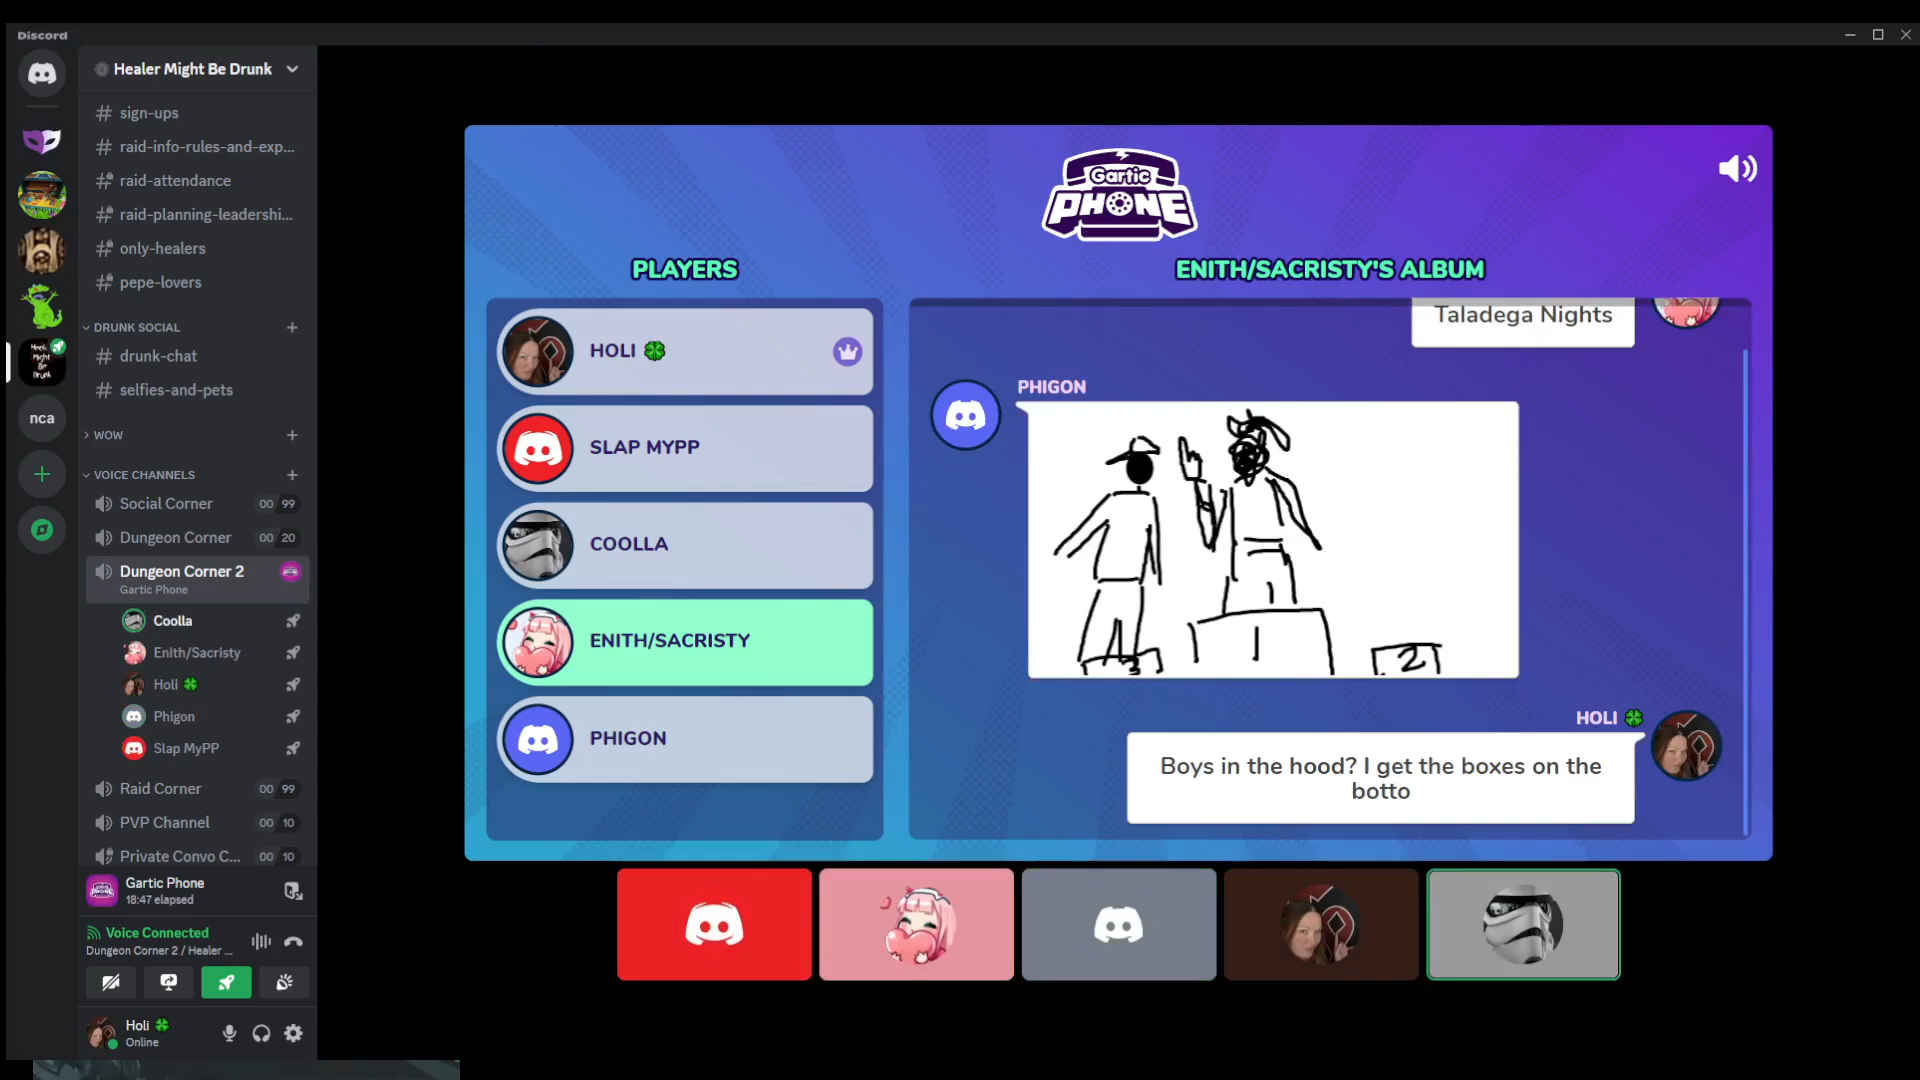 Discord
Healer Might Be Drunk
sign-ups
raid-info-rules-and-exp...
raid-attendance
raid-planning-leadershi...
only-healers
pepe-lovers
DRUNK SOCIAL
drunk-chat
selfies-and-pets
nca
WOW
VOICE CHANNELS
Social Corner 00 99
Dungeon Corner 00 20
Dungeon Corner 2
Gartic Phone
Coolla
Enith/Sacristy
Holi
Phigon
Slap MyPP
Raid Corner 00 99
PVP Channel 00 10
Private Convo C... 00 10
Gartic Phone
18:47 elapsed
Voice Connected
Dungeon Corner 2 / Healer ...
Holi
Online
Gartic
PHONE
PLAYERS
HOLI
SLAP MYPP
COOLLA
ENITH/SACRISTY
PHIGON
ENITH/SACRISTY'S ALBUM
Taladega Nights
PHIGON
1
2
3
HOLI
Boys in the hood? I get the boxes on the
botto